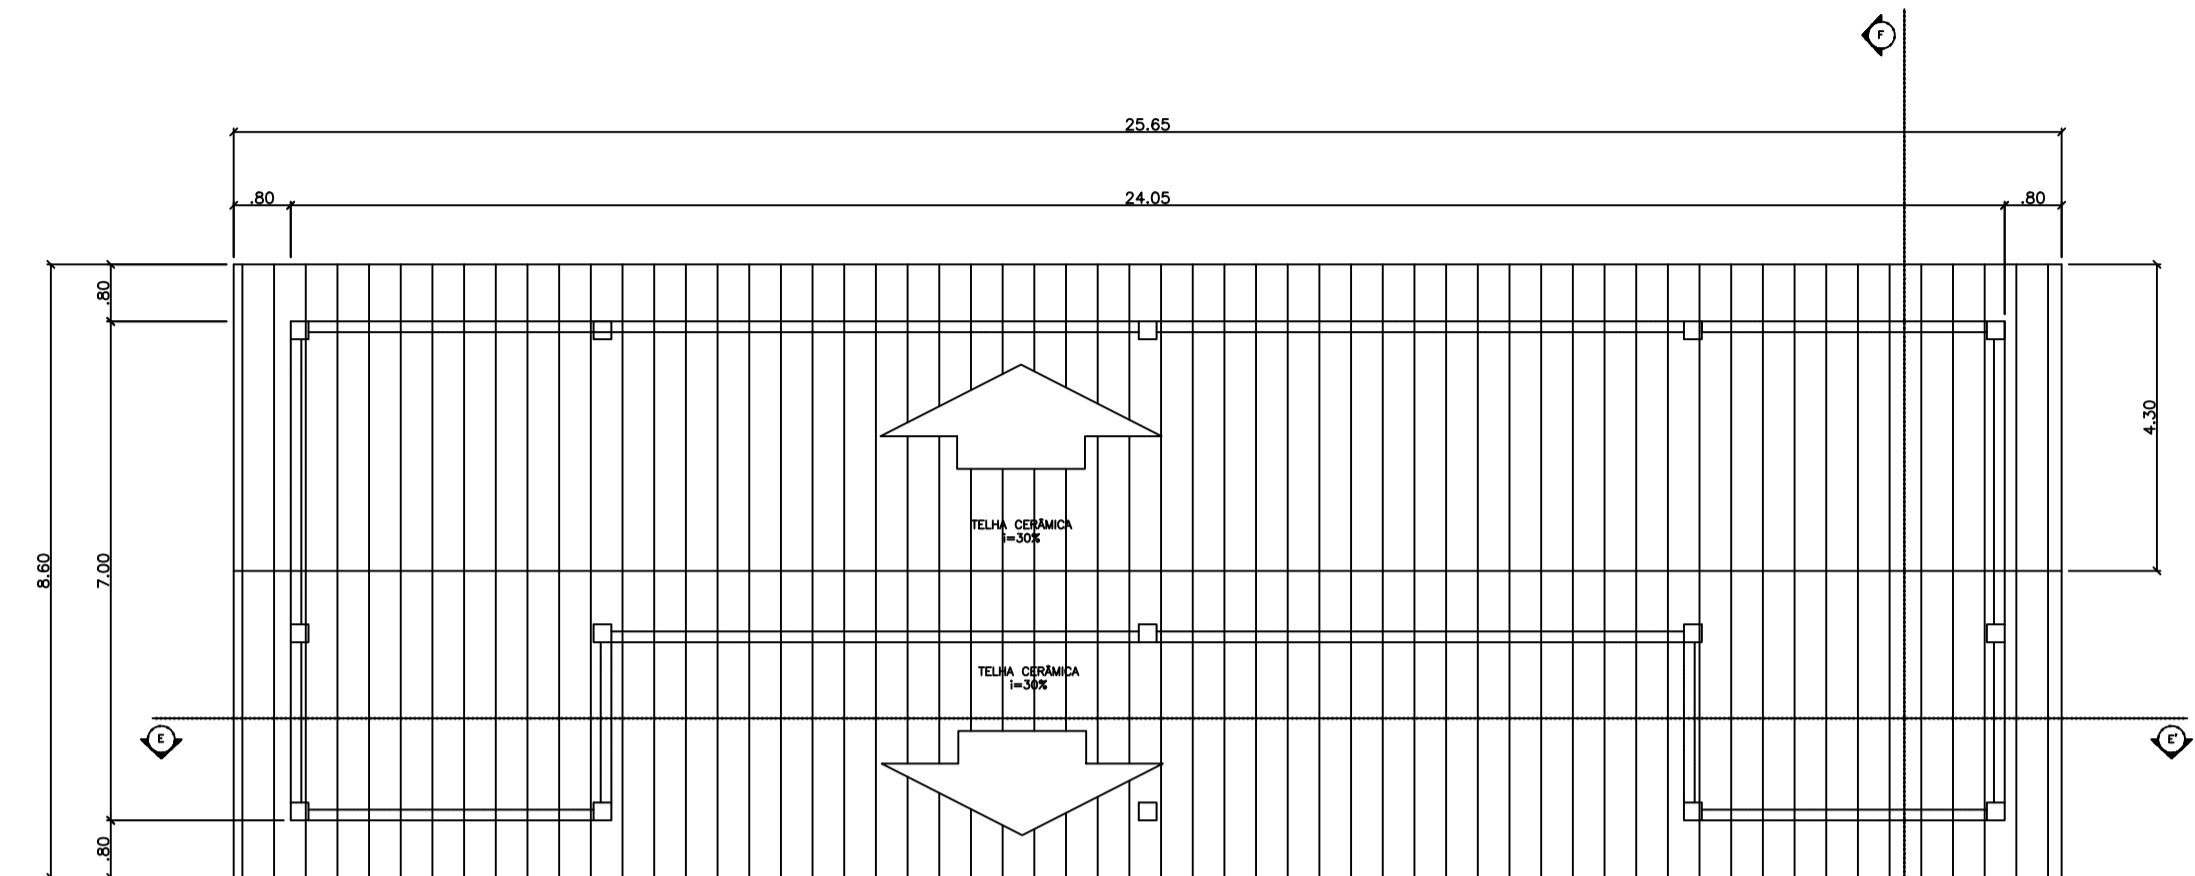 F
25.65
.80
24.05
.80
.80
4.30
TELHA CERÂMICA
i=30%
8.60
7.00
TELHA CERÂMICA
i=30%
E
E'
.80